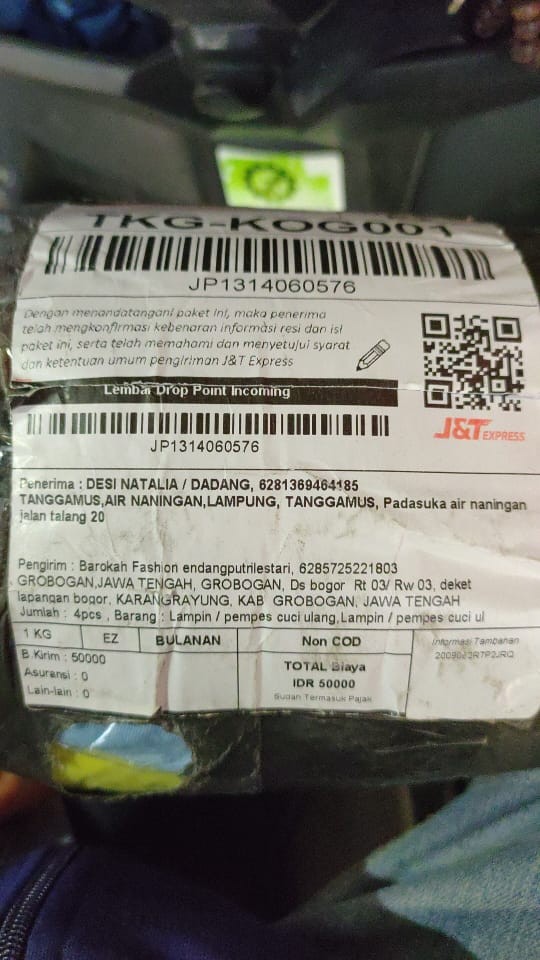 TKG-KOG001
JP1314060576
Dengan menandatangani paket ini, maka penerima
telah mengkonfirmasi kebenaran informasi resi dan isi
paket ini, serta telah memahami dan menyetujui syarat
dan ketentuan umum pengiriman J&T Express
Lembar Drop Point Incoming
J&T EXPRESS
JP1314060576
Penerima : DESI NATALIA / DADANG, 6281369464185
TANGGAMUS,AIR NANINGAN,LAMPUNG, TANGGAMUS, Padasuka air naningan
jalan talang 20
Pengirim : Barokah Fashion endangputrilestari, 6285725221803
GROBOGAN,JAWA TENGAH, GROBOGAN, Ds bogor Rt 03/ Rw 03, deket
lapangan bogor, KARANGRAYUNG, KAB GROBOGAN, JAWA TENGAH
Jumlah : 4pcs , Barang : Lampin / pempes cuci ulang,Lampin / pempes cuci ul
1 KG EZ BULANAN Non COD Informasi Tambahan
B.Kirim : 50000
Asuransi : 0
Lain-lain : 0
TOTAL Biaya
IDR 50000
Sudah Termasuk Pajak